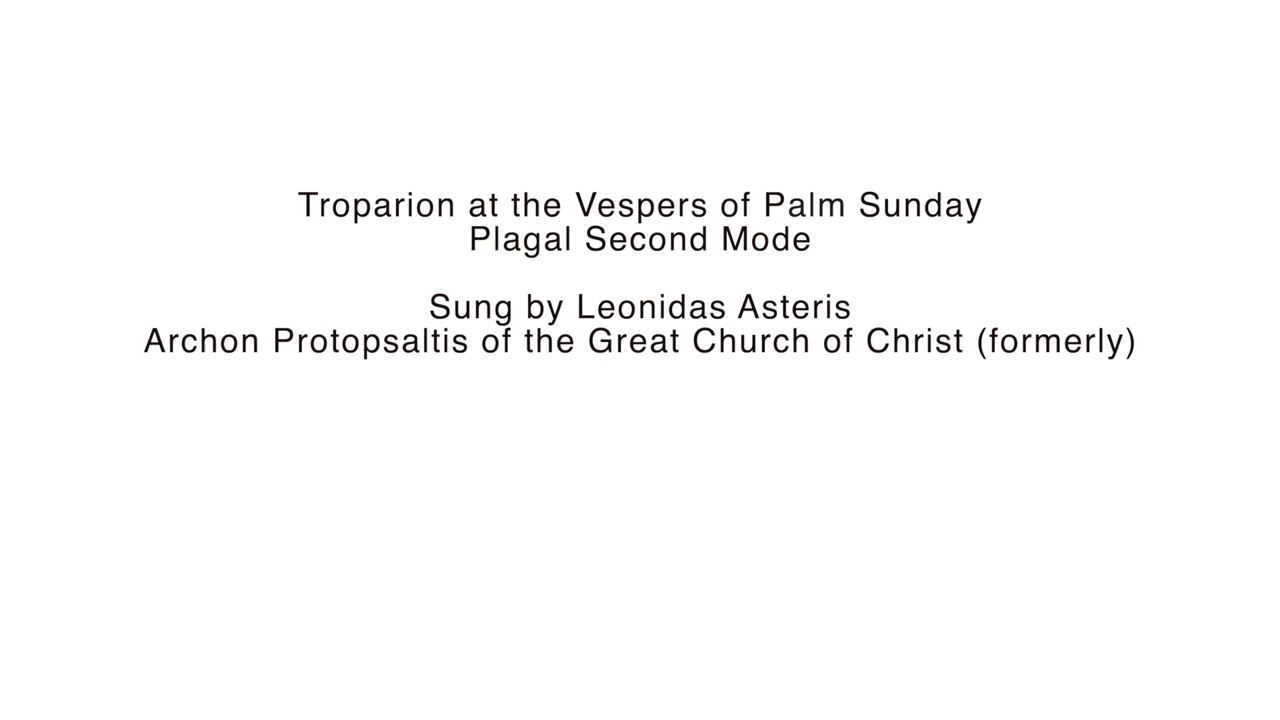 Troparion at the Vespers of Palm Sunday
Plagal Second Mode
Sung by Leonidas Asteris
Archon Protopsaltis of the Great Church of Christ (formerly)